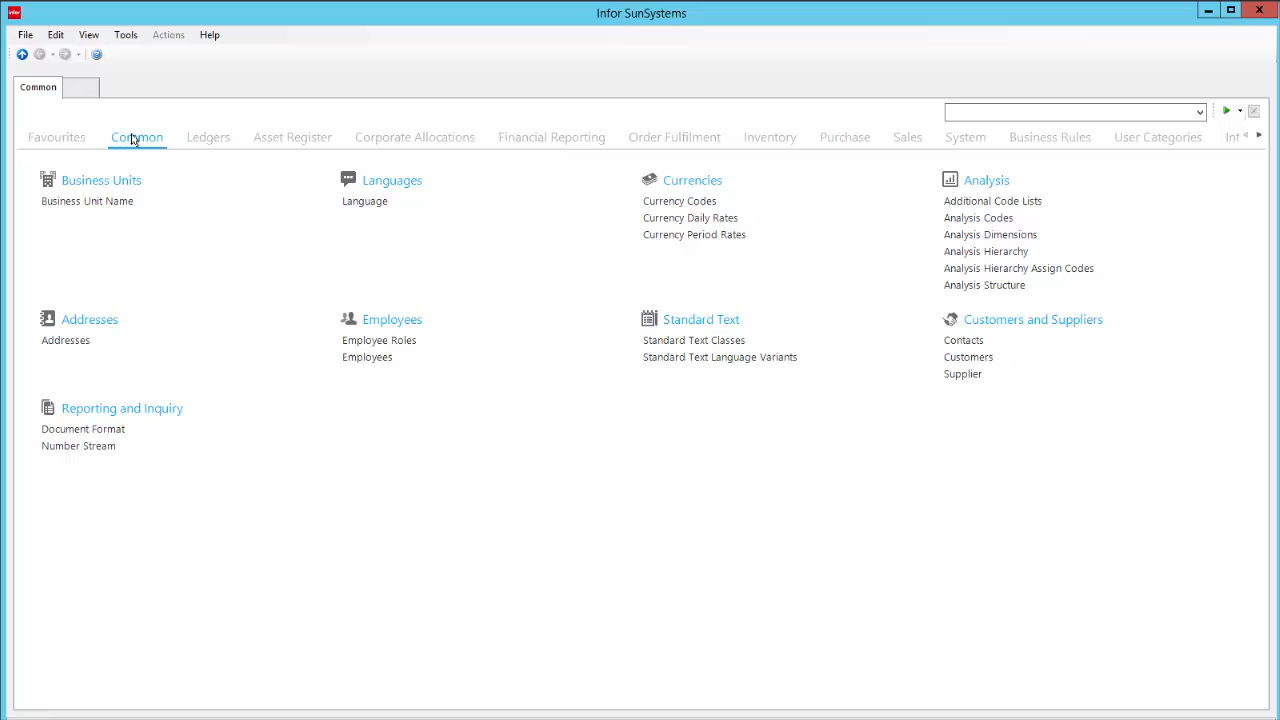 infor
Infor SunSystems
File Edit View Tools Actions Help
Common
Favourites Common Ledgers Asset Register Corporate Allocations Financial Reporting Order Fulfilment Inventory Purchase Sales System Business Rules User Categories Int
Business Units
Business Unit Name
Languages
Language
Currencies
Currency Codes
Currency Daily Rates
Currency Period Rates
Analysis
Additional Code Lists
Analysis Codes
Analysis Dimensions
Analysis Hierarchy
Analysis Hierarchy Assign Codes
Analysis Structure
Addresses
Addresses
Employees
Employee Roles
Employees
Standard Text
Standard Text Classes
Standard Text Language Variants
Customers and Suppliers
Contacts
Customers
Supplier
Reporting and Inquiry
Document Format
Number Stream